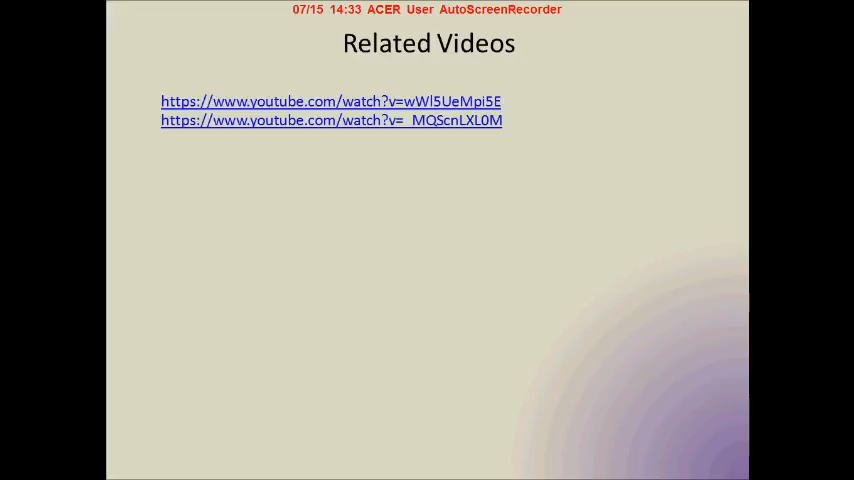 07/15 14:33 ACER User AutoScreenRecorder
Related Videos
https://www.youtube.com/watch?v=wWl5UeMpi5E
https://www.youtube.com/watch?v=_MQScnLXL0M